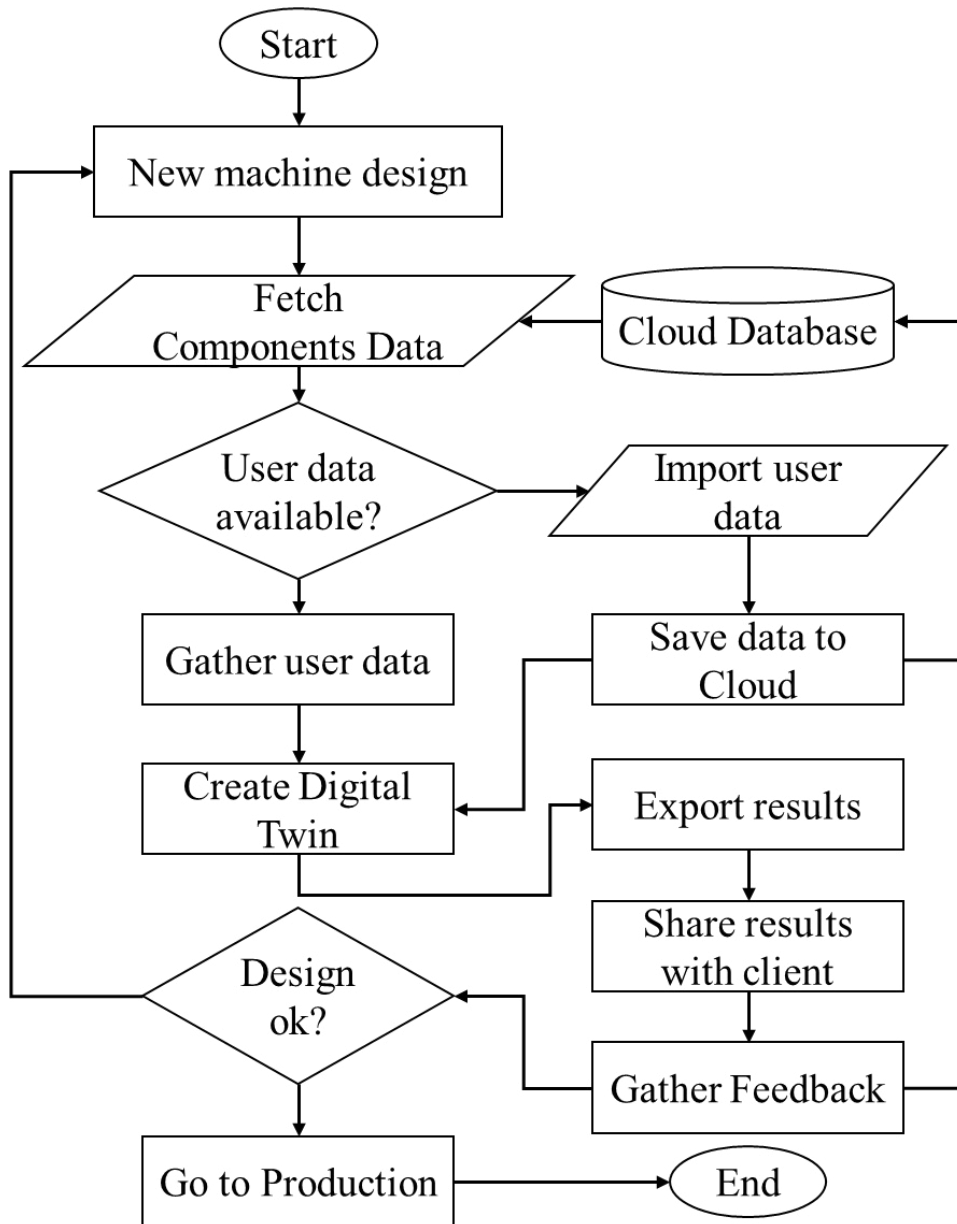 Start
New machine design
Fetch
Components Data
Cloud Database
User data
available?
Import user
data
Gather user data
Save data to
Cloud
Create Digital
Twin
Export results
Share results
with client
Design
ok?
Gather Feedback
Go to Production
End